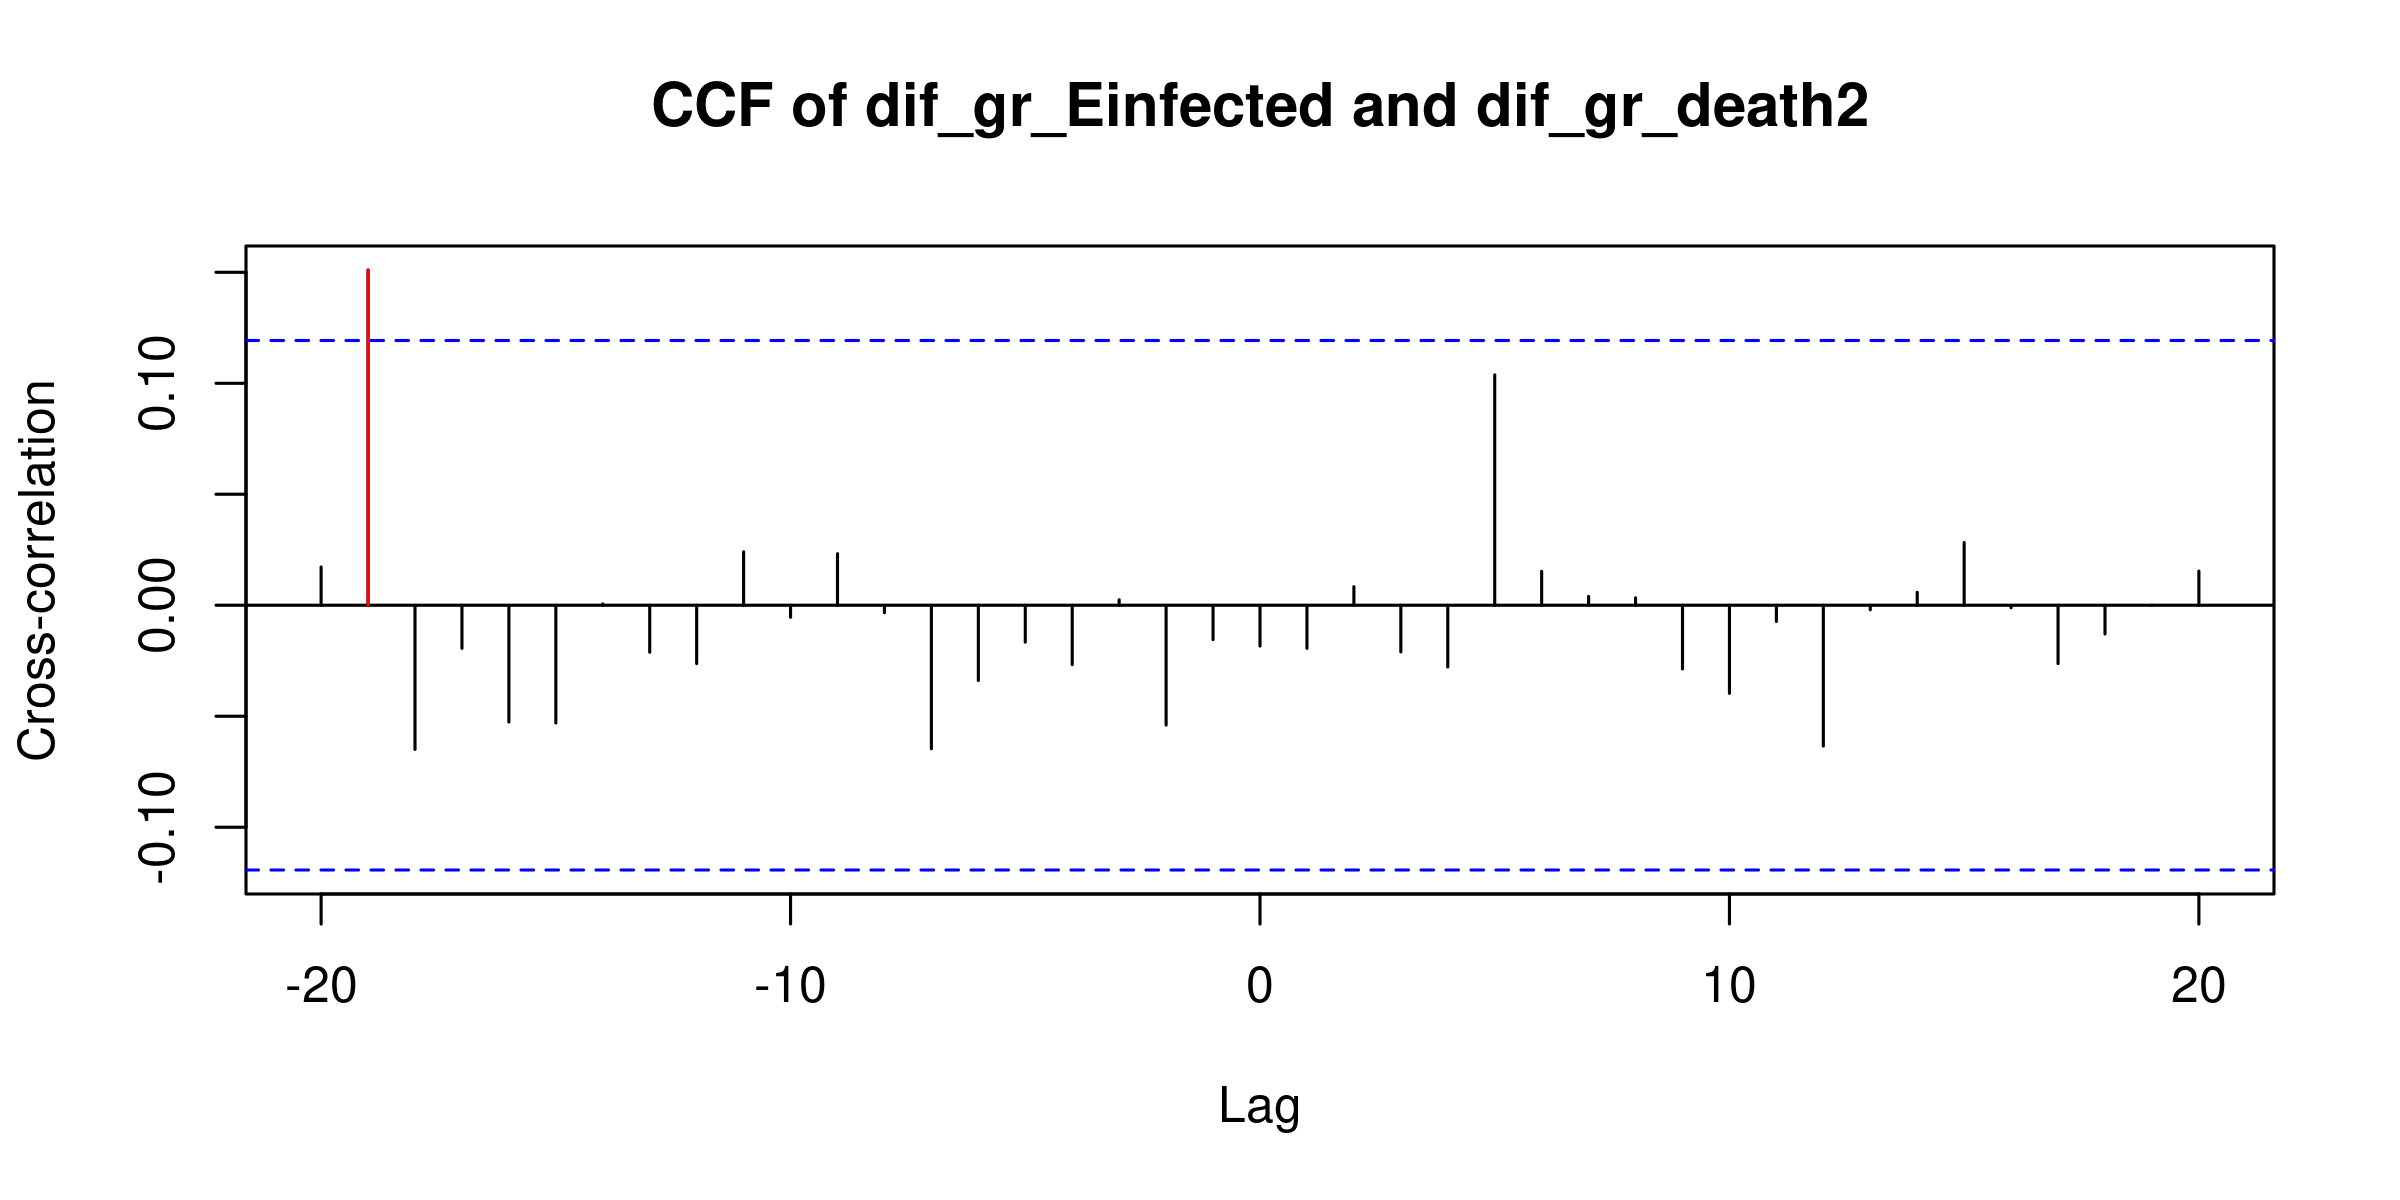 CCF of dif_gr_Einfected and dif_gr_death2
Cross-correlation
0.10
0.00
-0.10
-20 -10 0 10 20
Lag